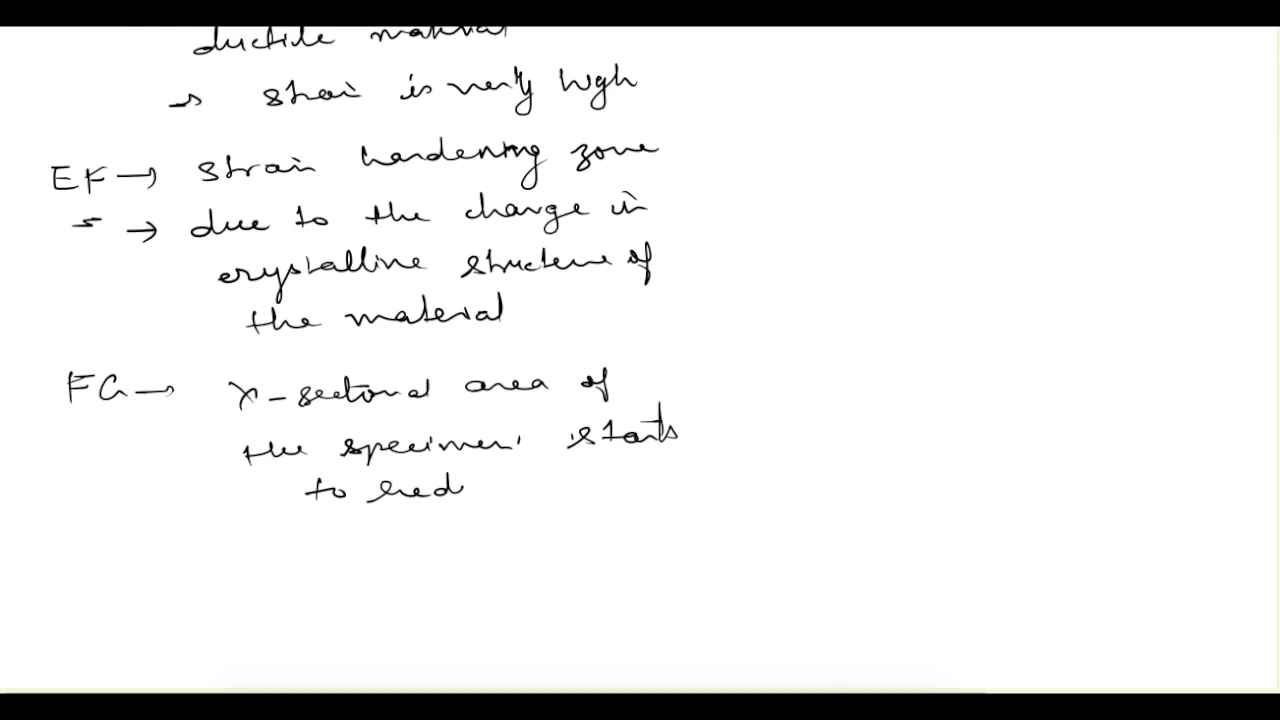 ductile material
→ strai is very high
EF → strain hardening zone
→ due to the change in
crystalline structure of
the material
FG → X-sectional area of
the specimen starts
to red